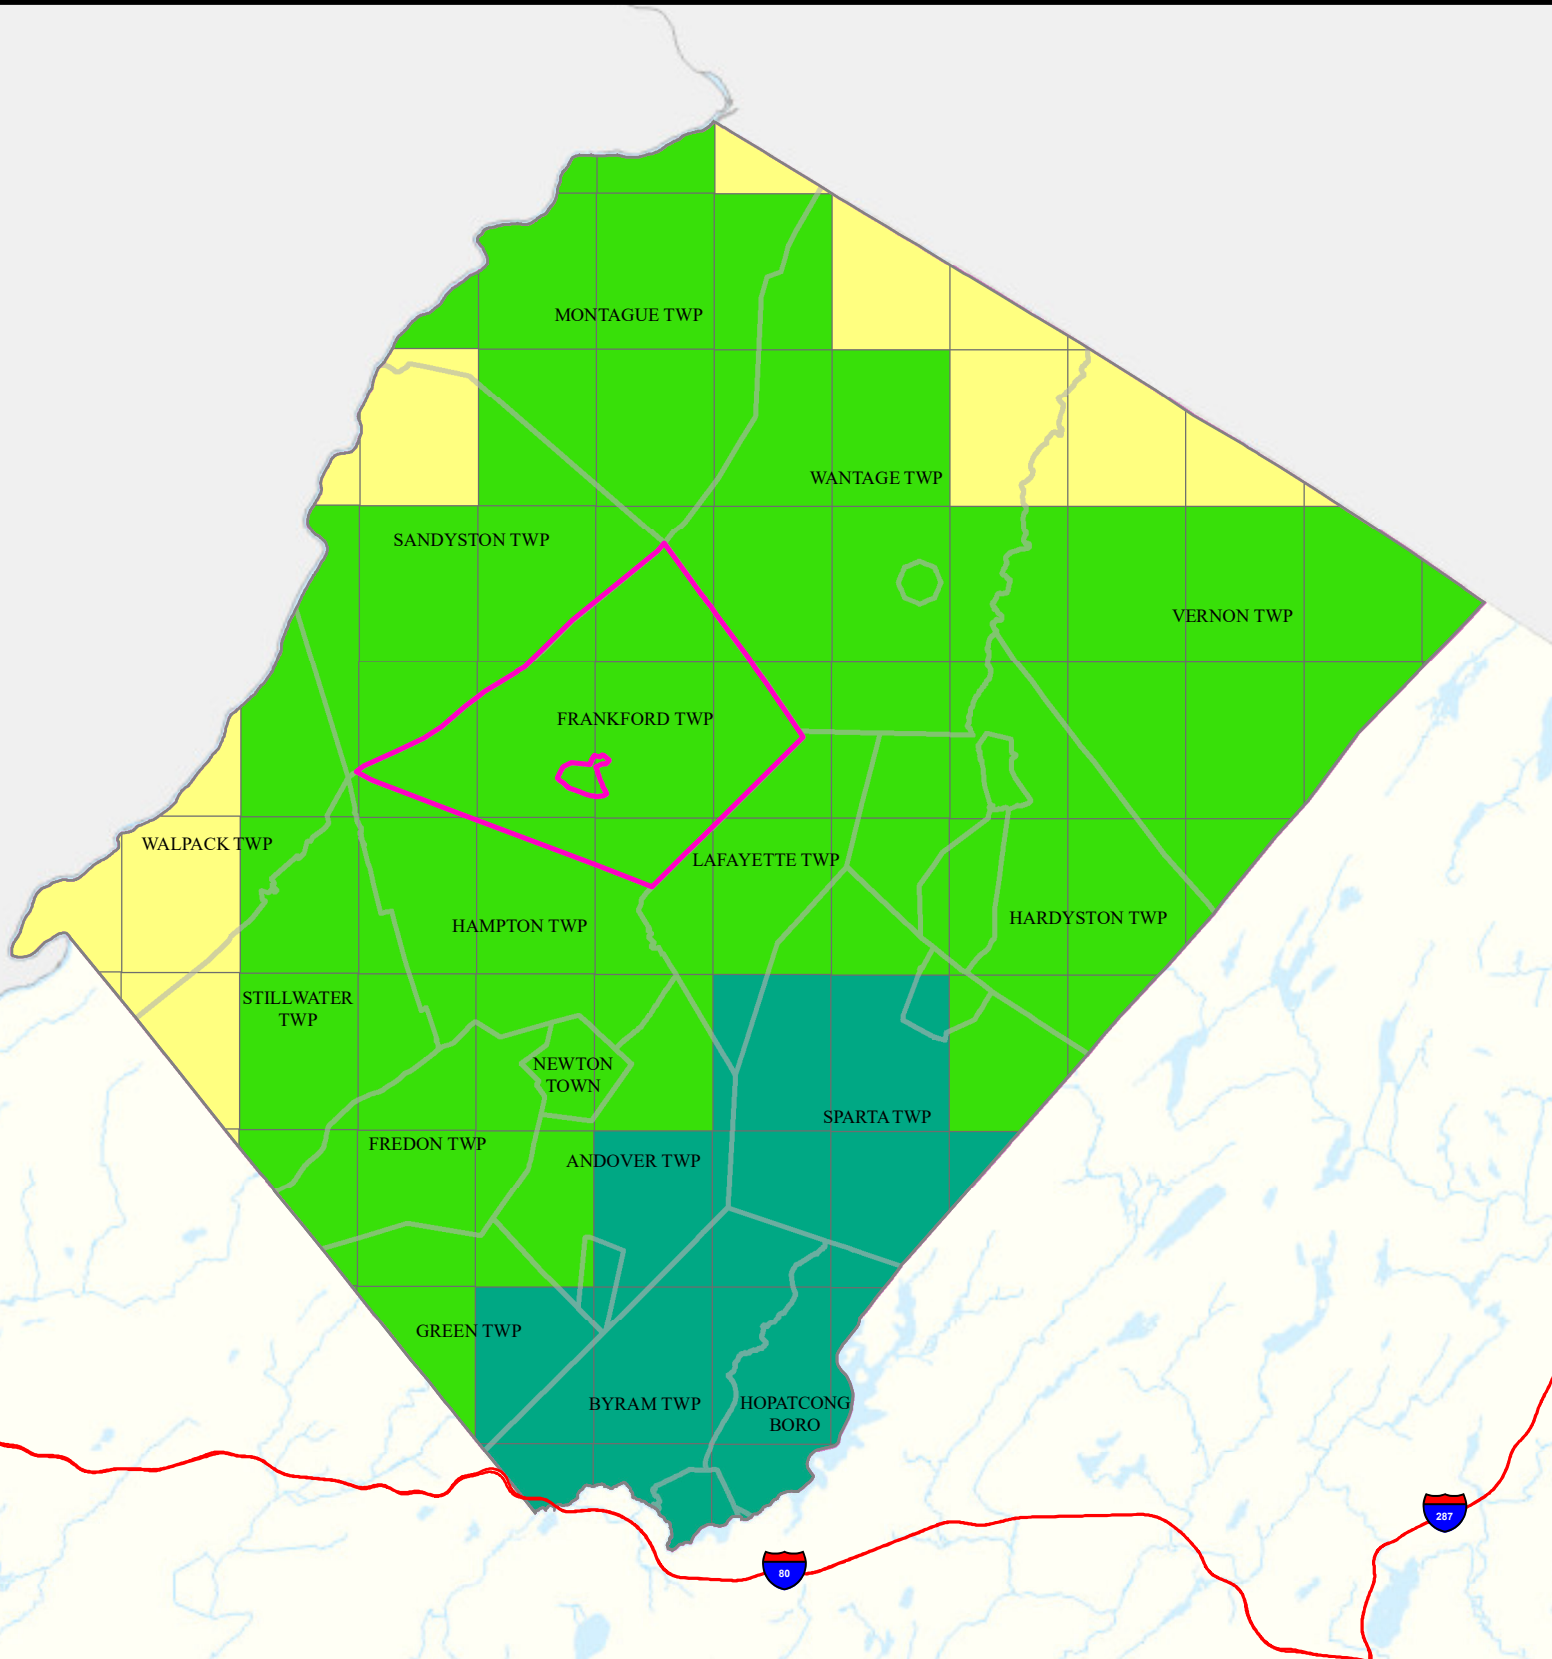 MONTAGUE TWP
WANTAGE TWP
SANDYSTON TWP
VERNON TWP
FRANKFORD TWP
WALPACK TWP
LAFAYETTE TWP
HARDYSTON TWP
HAMPTON TWP
STILLWATER
TWP
NEWTON
TOWN
SPARTA TWP
FREDON TWP
ANDOVER TWP
GREEN TWP
BYRAM TWP
HOPATCONG
BORO
287
80